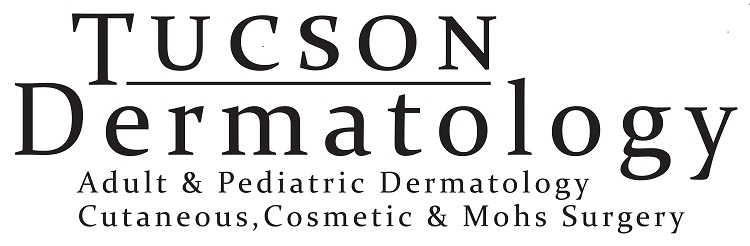 TUCSON
Dermatology
Adult & Pediatric Dermatology
Cutaneous,Cosmetic & Mohs Surgery